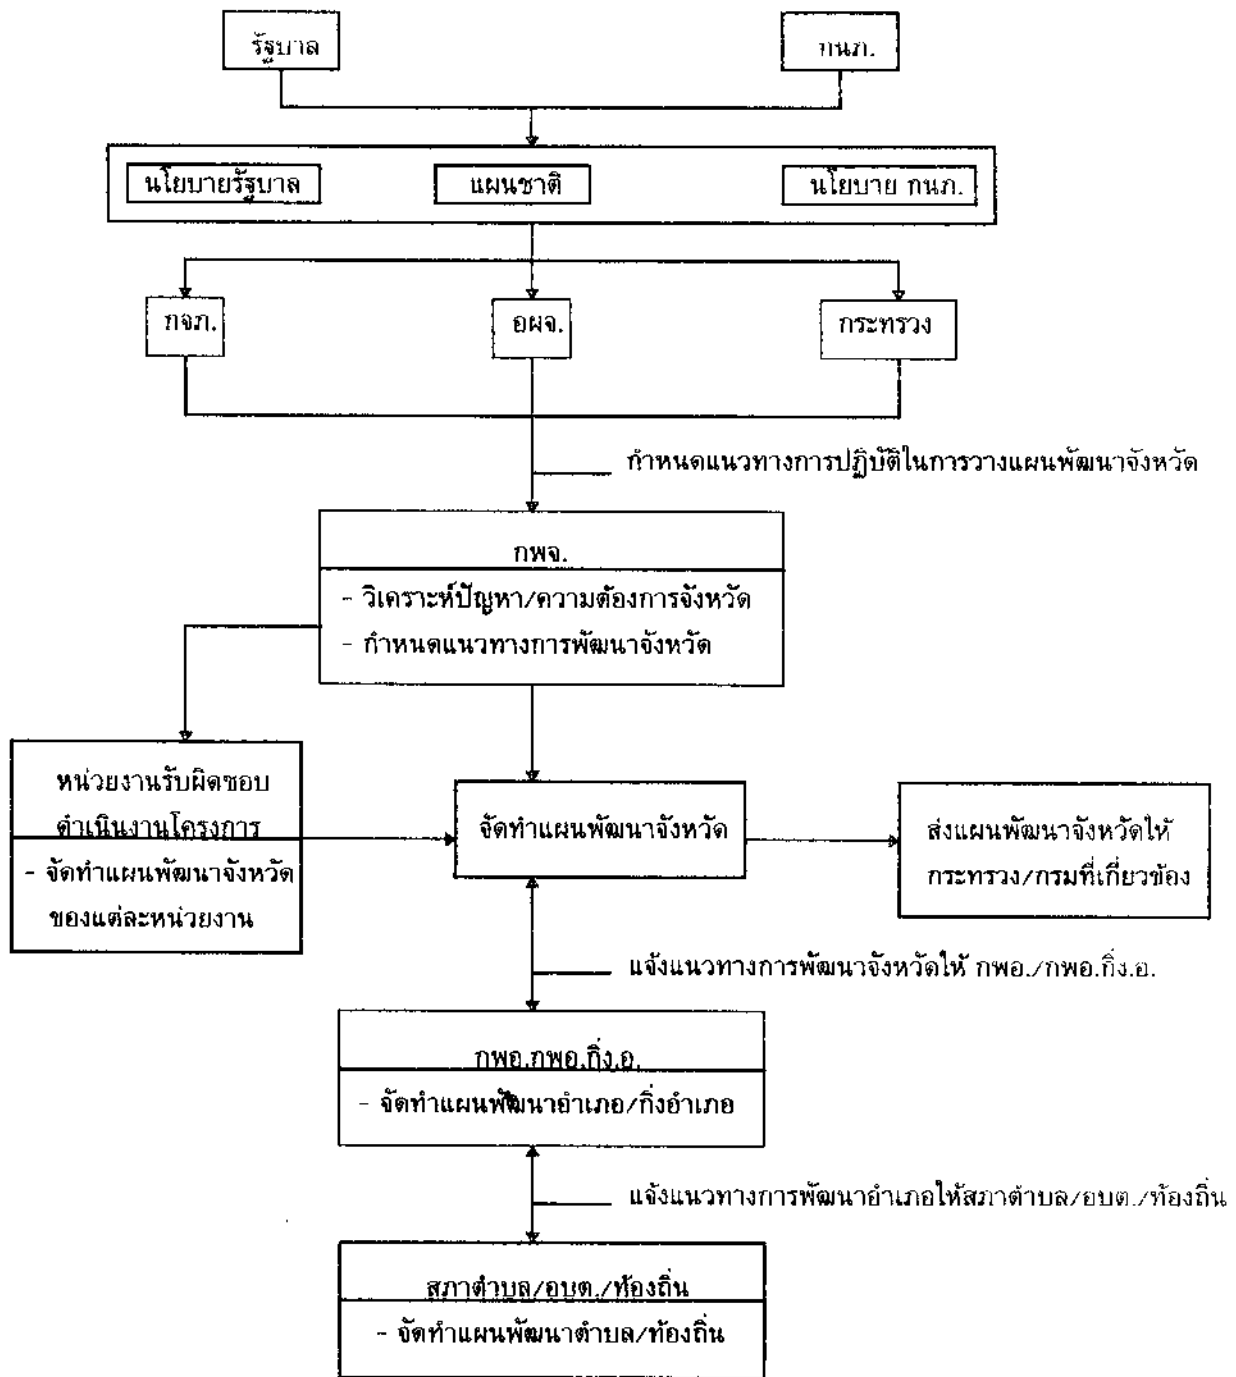 รัฐบาล
กนภ.
นโยบายรัฐบาล
แผนชาติ
นโยบาย กนภ.
กจภ.
อผจ.
กระทรวง
กำหนดแนวทางการปฏิบัติในการวางแผนพัฒนาจังหวัด
กพจ.
- วิเคราะห์ปัญหา/ความต้องการจังหวัด
- กำหนดแนวทางการพัฒนาจังหวัด
หน่วยงานรับผิดชอบ
ดำเนินงานโครงการ
- จัดทำแผนพัฒนาจังหวัด
ของแต่ละหน่วยงาน
จัดทำแผนพัฒนาจังหวัด
ส่งแผนพัฒนาจังหวัดให้
กระทรวง/กรมที่เกี่ยวข้อง
แจ้งแนวทางการพัฒนาจังหวัดให้ กพอ./กพอ.กิ่ง.อ.
กพอ.กพอ.กิ่ง.อ.
- จัดทำแผนพัฒนาอำเภอ/กิ่งอำเภอ
แจ้งแนวทางการพัฒนาอำเภอให้สภาตำบล/อบต./ท้องถิ่น
สภาตำบล/อบต./ท้องถิ่น
- จัดทำแผนพัฒนาตำบล/ท้องถิ่น